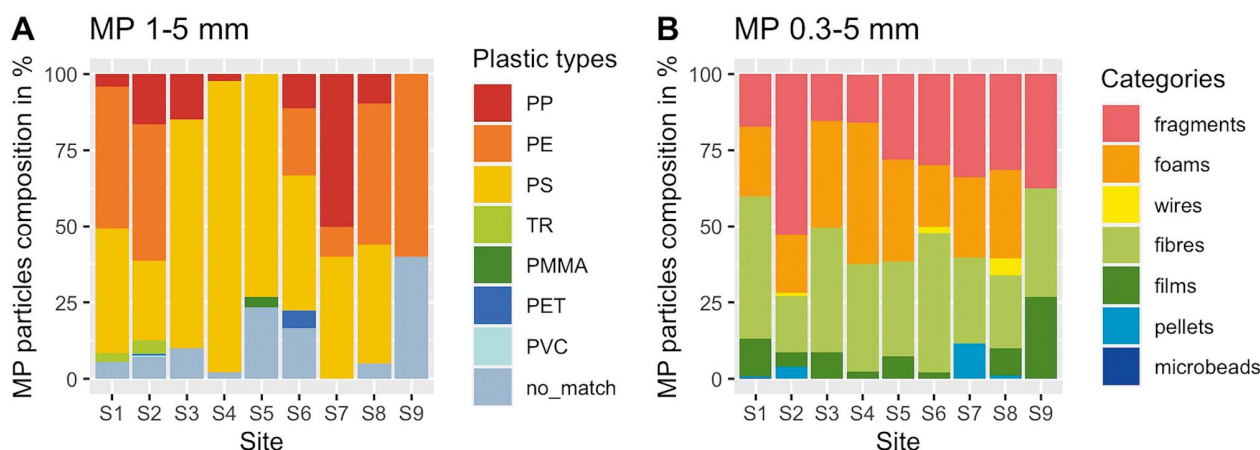 A MP 1-5 mm
MP particles composition in %
100
75
50
25
0
S1 S2 S3 S4 S5 S6 S7 S8 S9
Site
Plastic types
PP
PE
PS
TR
PMMA
PET
PVC
no_match
B MP 0.3-5 mm
MP particles composition in %
100
75
50
25
0
S1 S2 S3 S4 S5 S6 S7 S8 S9
Site
Categories
fragments
foams
wires
fibres
films
pellets
microbeads